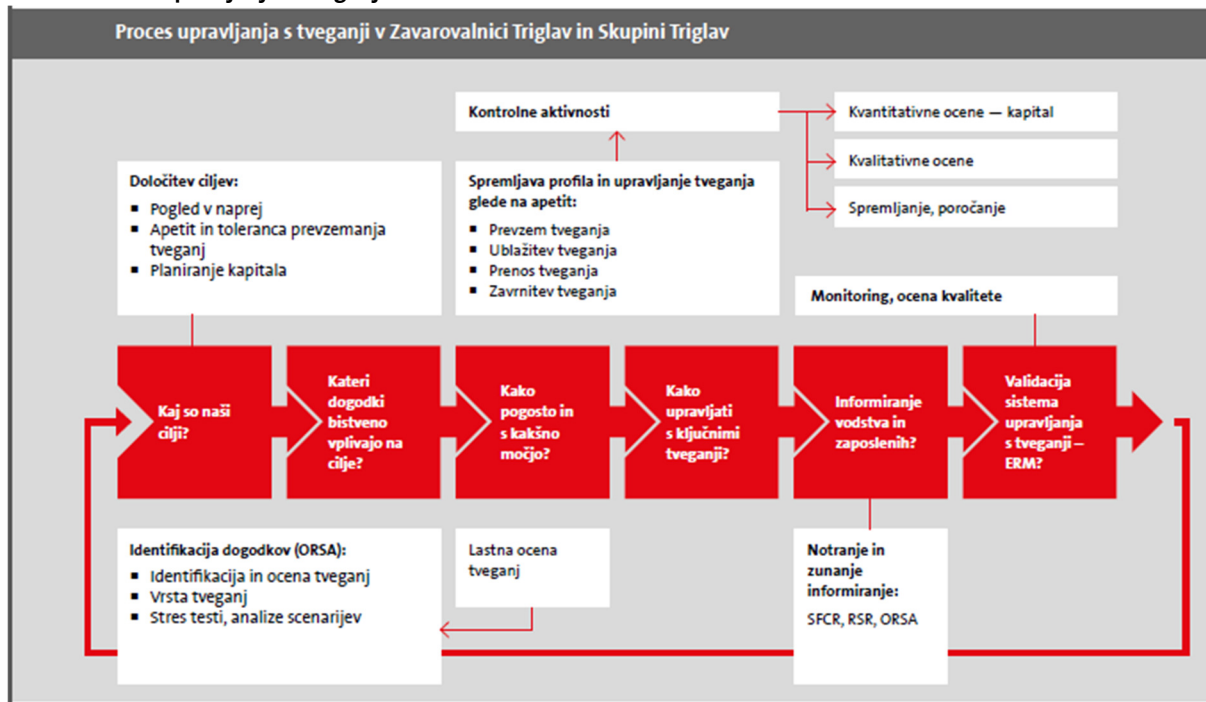 Proces upravljanja s tveganji v Zavarovalnici Triglav in Skupini Triglav
Kontrolne aktivnosti
Kvantitativne ocene — kapital
Kvalitativne ocene
Spremljanje, poročanje
Določitev ciljev:
▪ Pogled v naprej
▪ Apetit in toleranca prevzemanja
tveganj
▪ Planiranje kapitala
Spremljava profila in upravljanje tveganja
glede na apetit:
▪ Prevzem tveganja
▪ Ublažitev tveganja
▪ Prenos tveganja
▪ Zavrnitev tveganja
Monitoring, ocena kvalitete
Kaj so naši
cilji?
Kateri
dogodki
bistveno
vplivajo na
cilje?
Kako
pogosto in
s kakšno
močjo?
Kako
upravljati
s ključnimi
tveganji?
Informiranje
vodstva in
zaposlenih?
Validacija
sistema
upravljanja
s tveganji –
ERM?
Identifikacija dogodkov (ORSA):
▪ Identifikacija in ocena tveganj
▪ Vrsta tveganj
▪ Stres testi, analize scenarijev
Lastna ocena
tveganj
Notranje in
zunanje
informiranje:
SFCR, RSR, ORSA